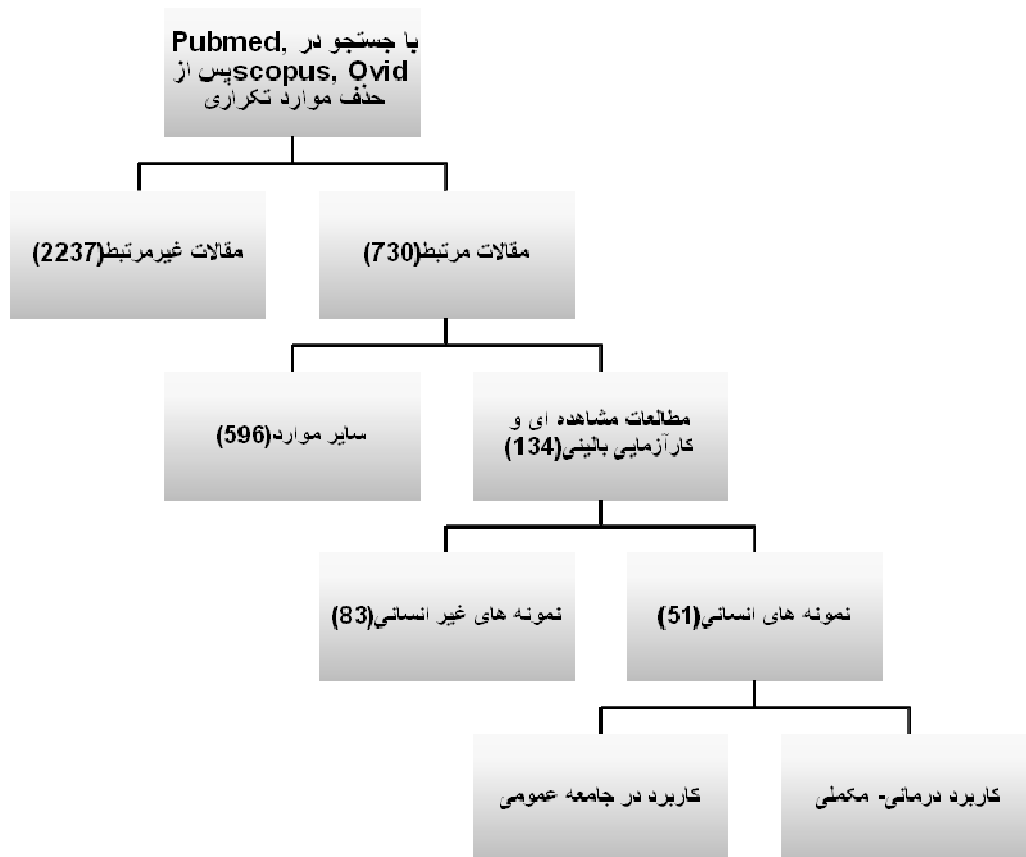 با جستجو در Pubmed,
scopus, Ovid پس از
حذف موارد تکراری
مقالات مرتبط(730)
مقالات غیرمرتبط(2237)
مطالعات مشاهده ای و
کارآزمایی بالینی(134)
سایر موارد(596)
نمونه های انسانی(51)
نمونه های غیر انسانی(83)
کاربرد درمانی- مکملی
کاربرد در جامعه عمومی